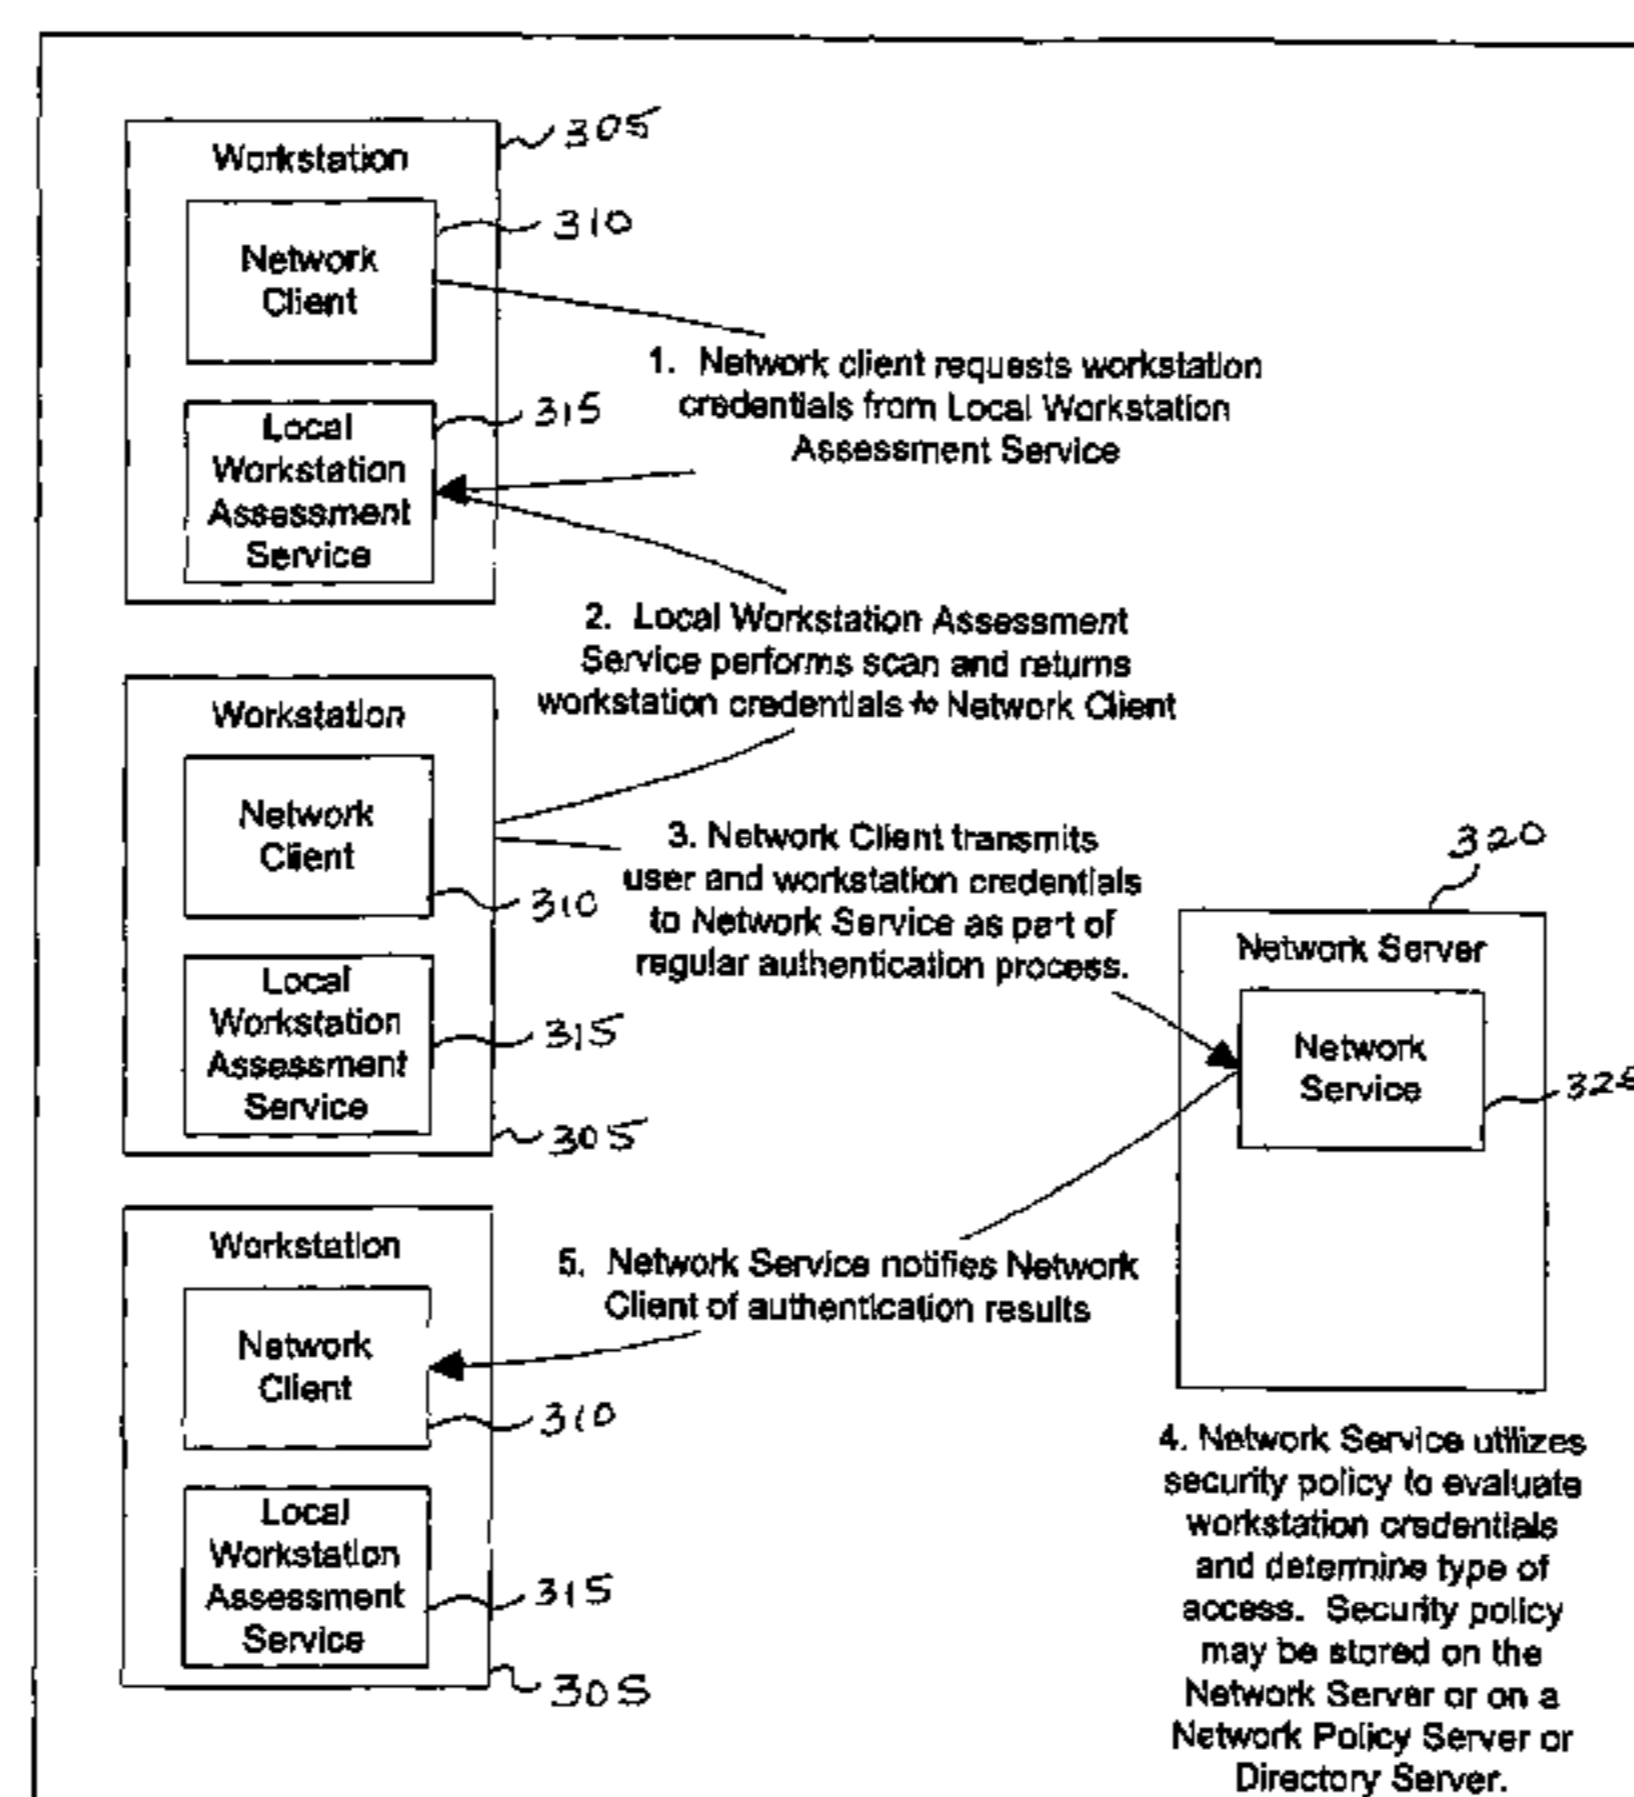 Workstation
305
Network
Client
310
Local
Workstation
Assessment
Service
315
1. Network client requests workstation
credentials from Local Workstation
Assessment Service
2. Local Workstation Assessment
Service performs scan and returns
workstation credentials to Network Client
Workstation
Network
Client
310
Local
Workstation
Assessment
Service
315
305
3. Network Client transmits
user and workstation credentials
to Network Service as part of
regular authentication process.
320
Network Server
Network
Service
Workstation
Network
Client
310
Local
Workstation
Assessment
Service
315
305
5. Network Service notifies Network
Client of authentication results
4. Network Service utilizes
security policy to evaluate
workstation credentials
and determine type of
access. Security policy
may be stored on the
Network Server or on a
Network Policy Server or
Directory Server.